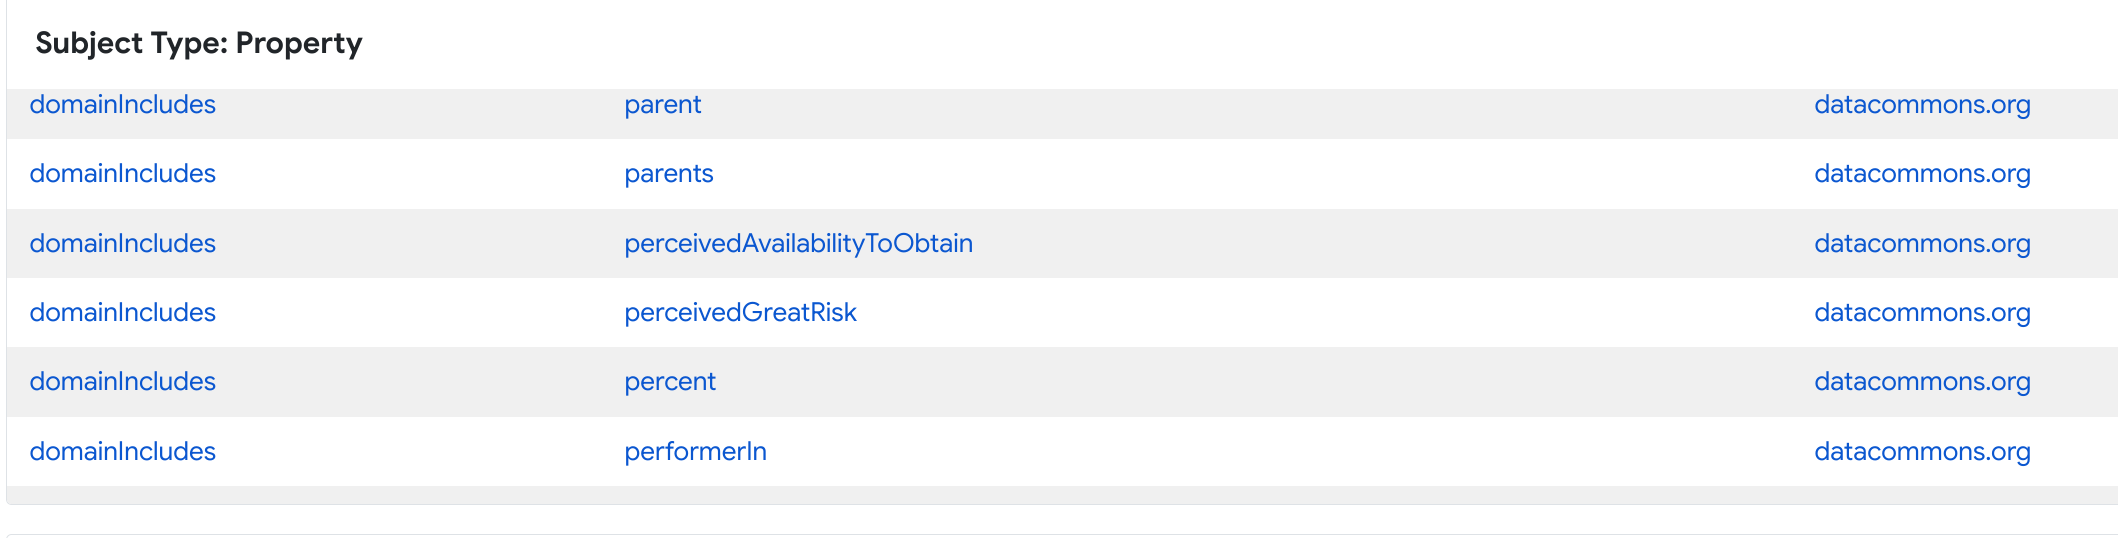 Subject Type: Property
domainIncludes parent datacommons.org
domainIncludes parents datacommons.org
domainIncludes perceivedAvailabilityToObtain datacommons.org
domainIncludes perceivedGreatRisk datacommons.org
domainIncludes percent datacommons.org
domainIncludes performerIn datacommons.org